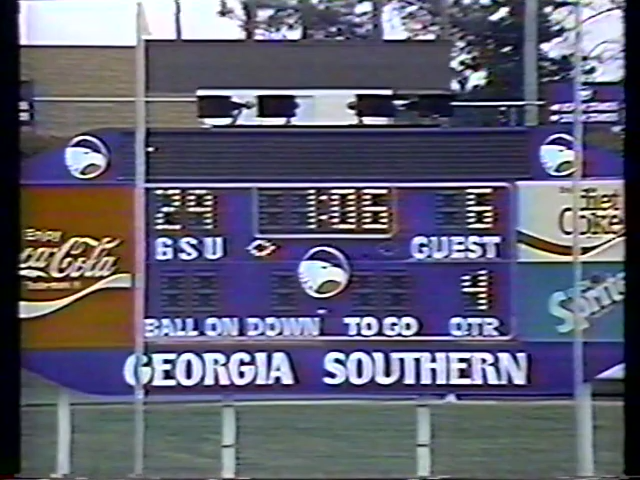 29 1:06 6
GSU GUEST
4
BALL ON DOWN TO GO QTR
GEORGIA SOUTHERN
ENJOY
Coca-Cola
diet
Coke
Sprite